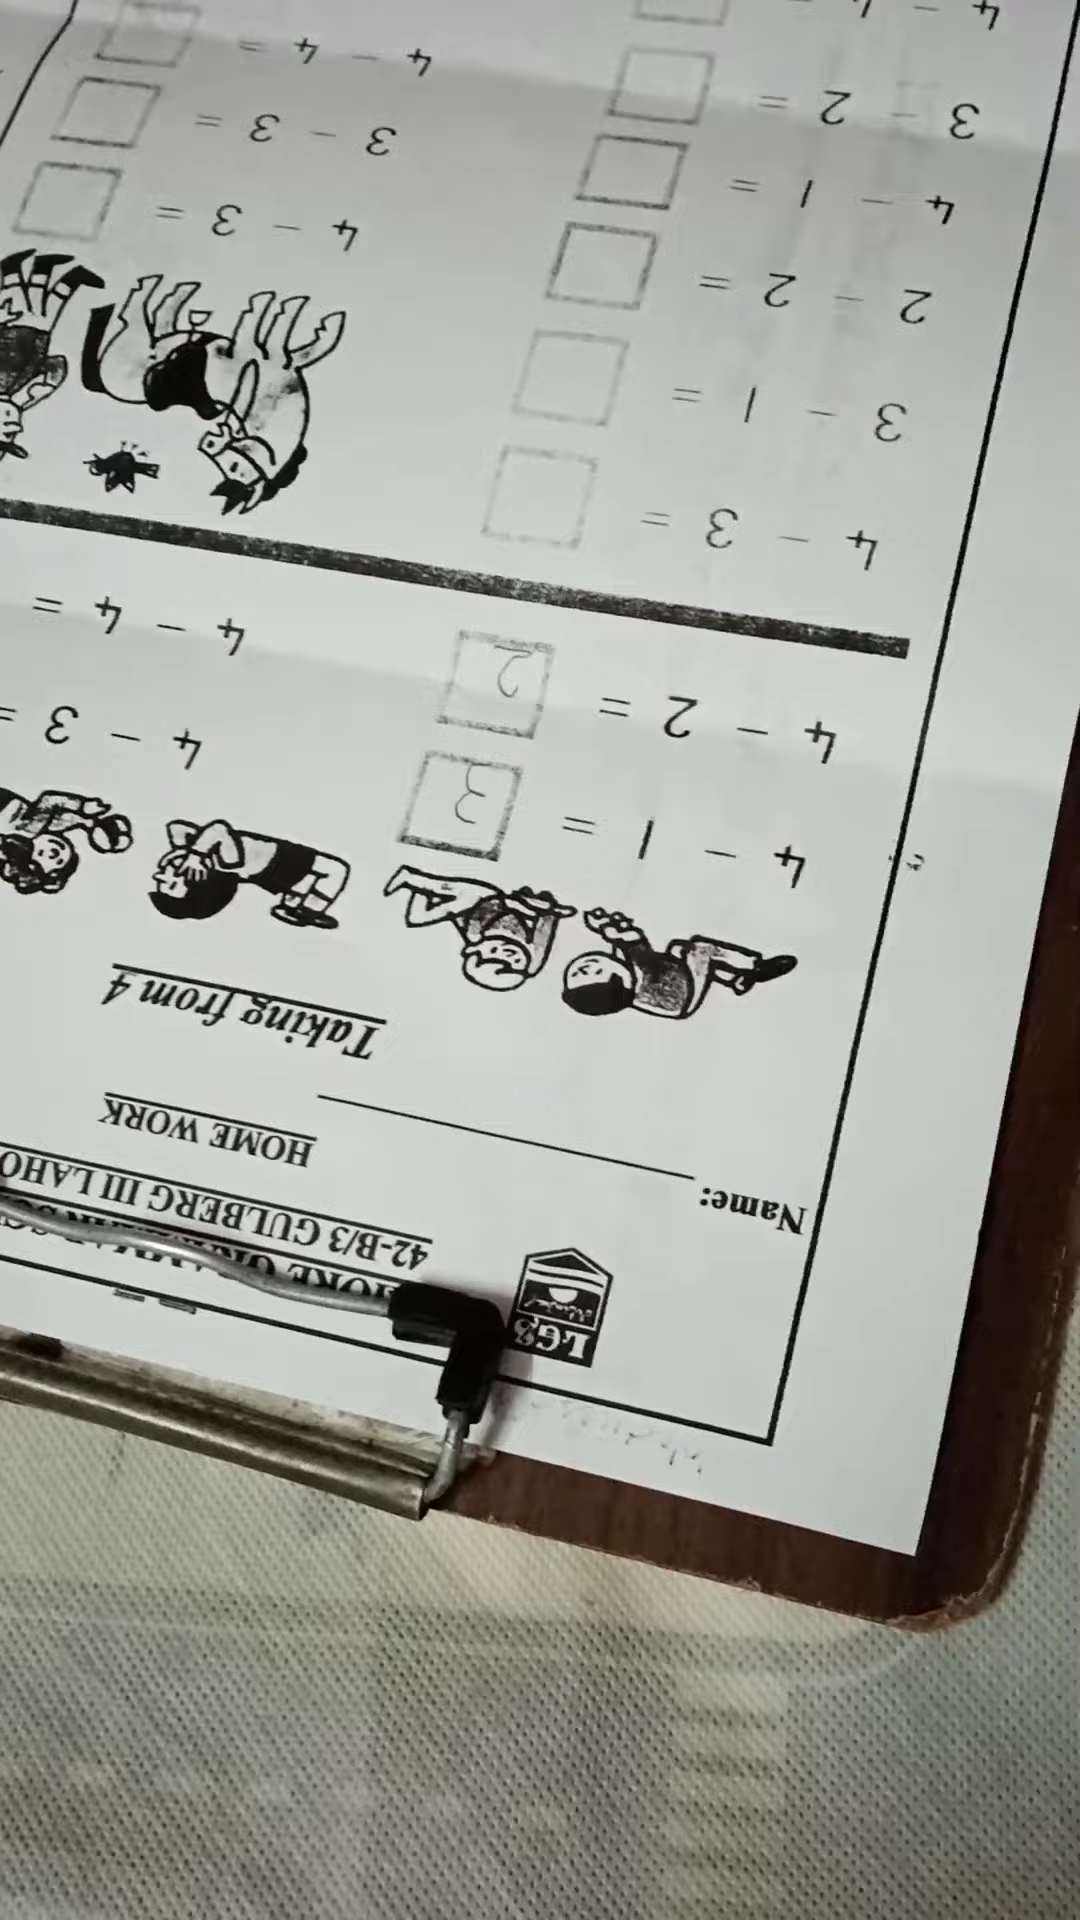 LGS
42-B/3 GULBERG III
HOME WORK
Name:
Taking from 4
4 - 1 = 3
4 - 2 = 2
4 - 3 =
4 - 4 =
4 - 3 =
3 - 1 =
2 - 2 =
4 - 1 =
3 - 2 =
4 - 3 =
3 - 3 =
4 - 4 =